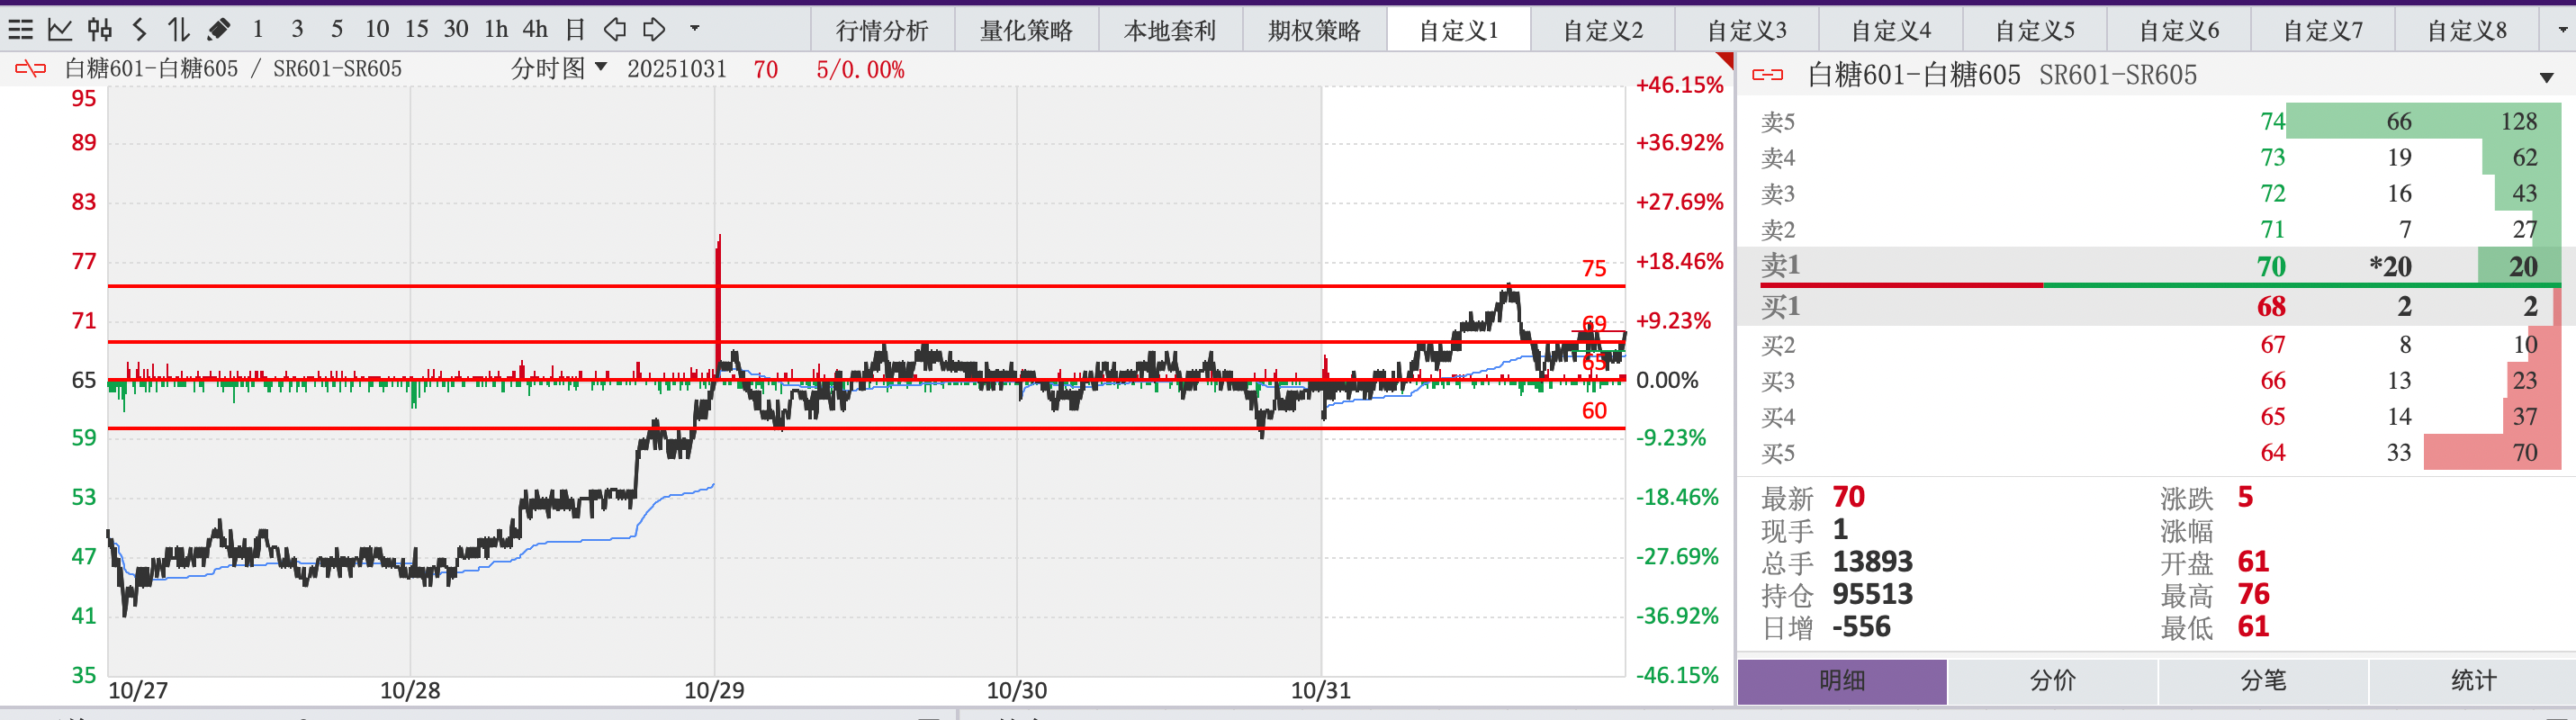 1 3 5 10 15 30 1h 4h 日 行情分析 量化策略 本地套利 期权策略 自定义1 自定义2 自定义3 自定义4 自定义5 自定义6 自定义7 自定义8
白糖601-白糖605 / SR601-SR605 分时图 20251031 70 5/0.00%
95 +46.15%
89 +36.92%
83 +27.69%
77 +18.46%
75
71 +9.23%
69
65
65 0.00%
60
59 -9.23%
53 -18.46%
47 -27.69%
41 -36.92%
35 -46.15%
10/27 10/28 10/29 10/30 10/31
白糖601-白糖605 SR601-SR605
卖5 74 66 128
卖4 73 19 62
卖3 72 16 43
卖2 71 7 27
卖1 70 *20 20
买1 68 2 2
买2 67 8 10
买3 66 13 23
买4 65 14 37
买5 64 33 70
最新 70 涨跌 5
现手 1 涨幅
总手 13893 开盘 61
持仓 95513 最高 76
日增 -556 最低 61
明细 分价 分笔 统计